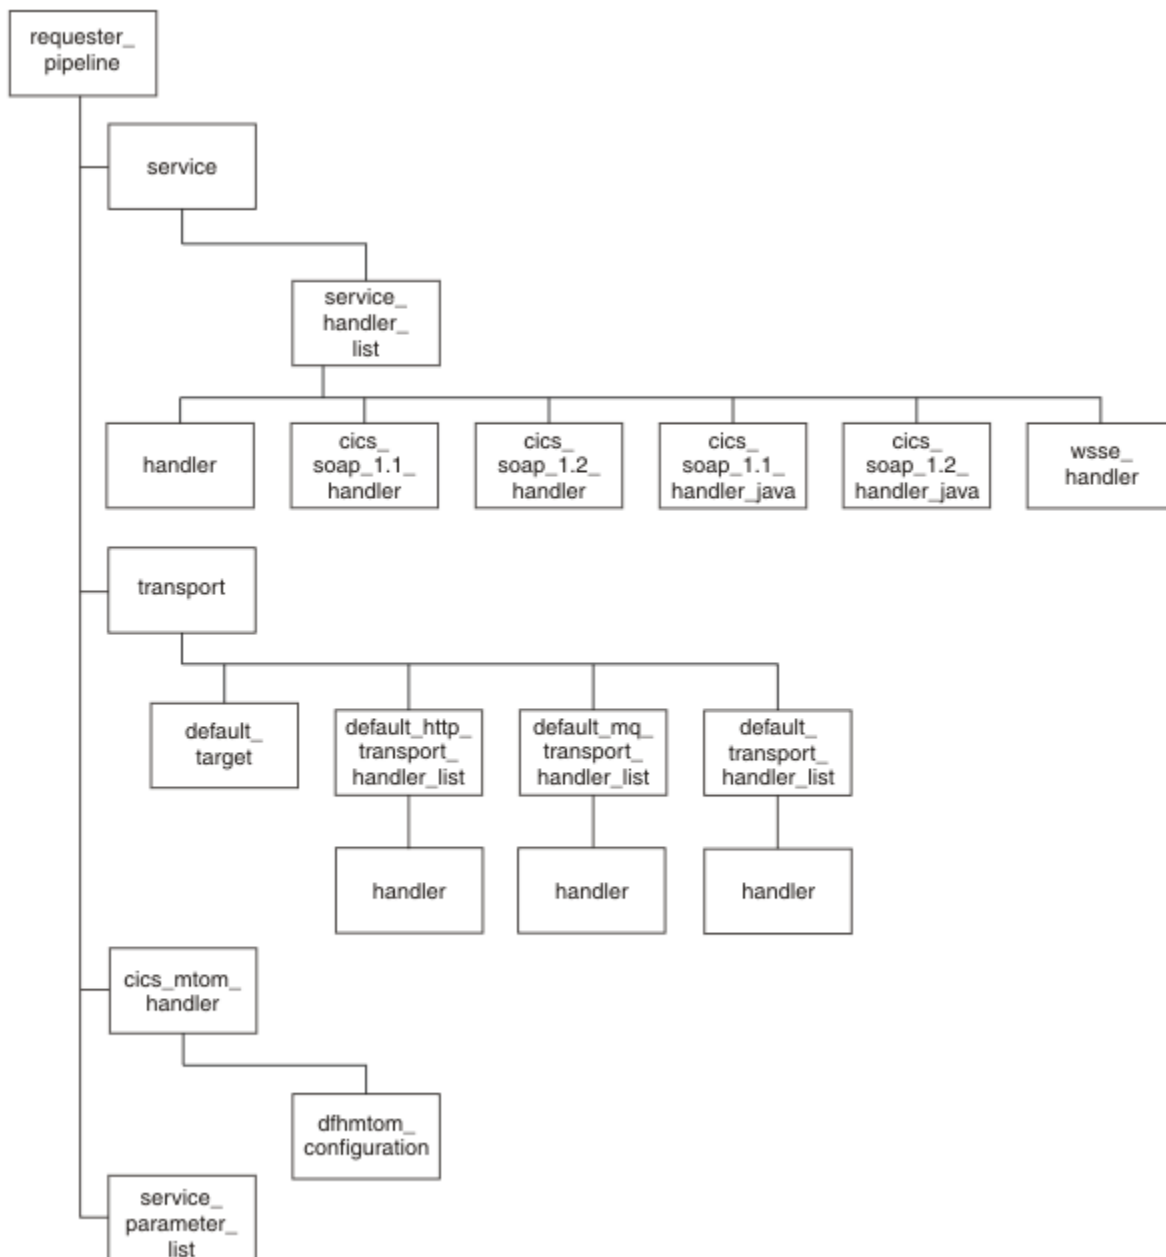 requester_
pipeline
service
service_
handler_
list
handler
cics_
soap_1.1_
handler
cics_
soap_1.2_
handler
cics_
soap_1.1_
handler_java
cics_
soap_1.2_
handler_java
wsse_
handler
transport
default_
target
default_http_
transport_
handler_list
default_mq_
transport_
handler_list
default_
transport_
handler_list
handler
handler
handler
cics_mtom_
handler
dfhmtom_
configuration
service_
parameter_
list